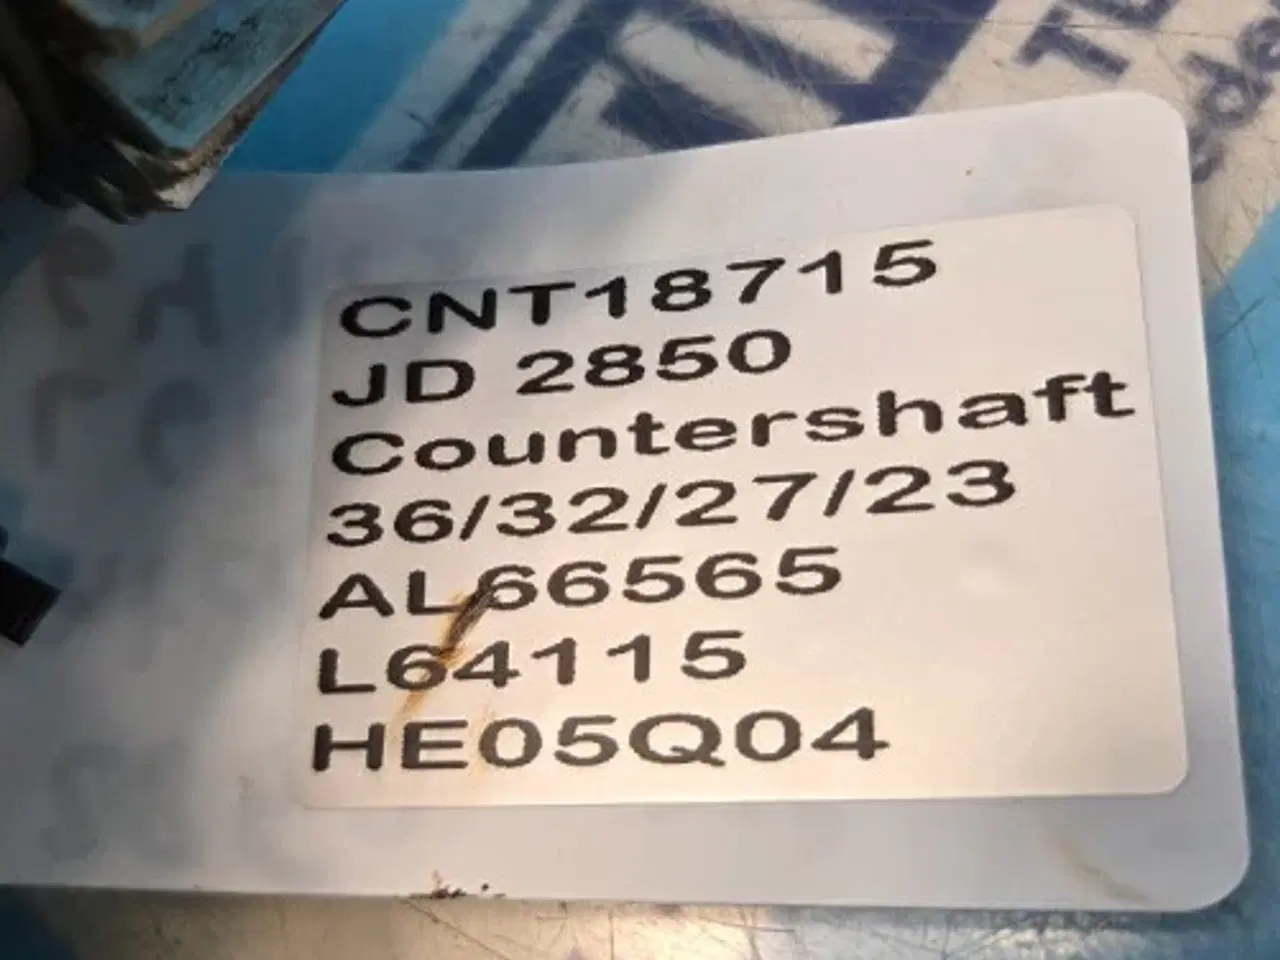 CNT18715
JD 2850
Countershaft
36/32/27/23
AL66565
L64115
HE05Q04